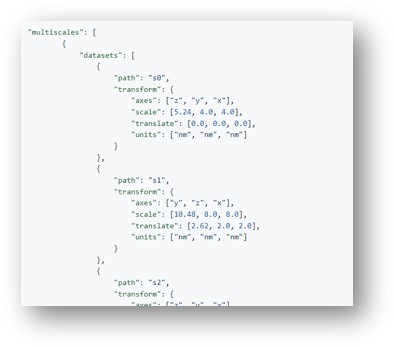 "multiscales": [
{
"datasets": [
{
"path": "s0",
"transform": {
"axes": ["z", "y", "x"],
"scale": [5.24, 4.0, 4.0],
"translate": [0.0, 0.0, 0.0],
"units": ["nm", "nm", "nm"]
}
},
{
"path": "s1",
"transform": {
"axes": ["y", "z", "x"],
"scale": [10.48, 8.0, 8.0],
"translate": [2.62, 2.0, 2.0],
"units": ["nm", "nm", "nm"]
}
},
{
"path": "s2",
"transform": {
"axes": ["z", "y", "x"],